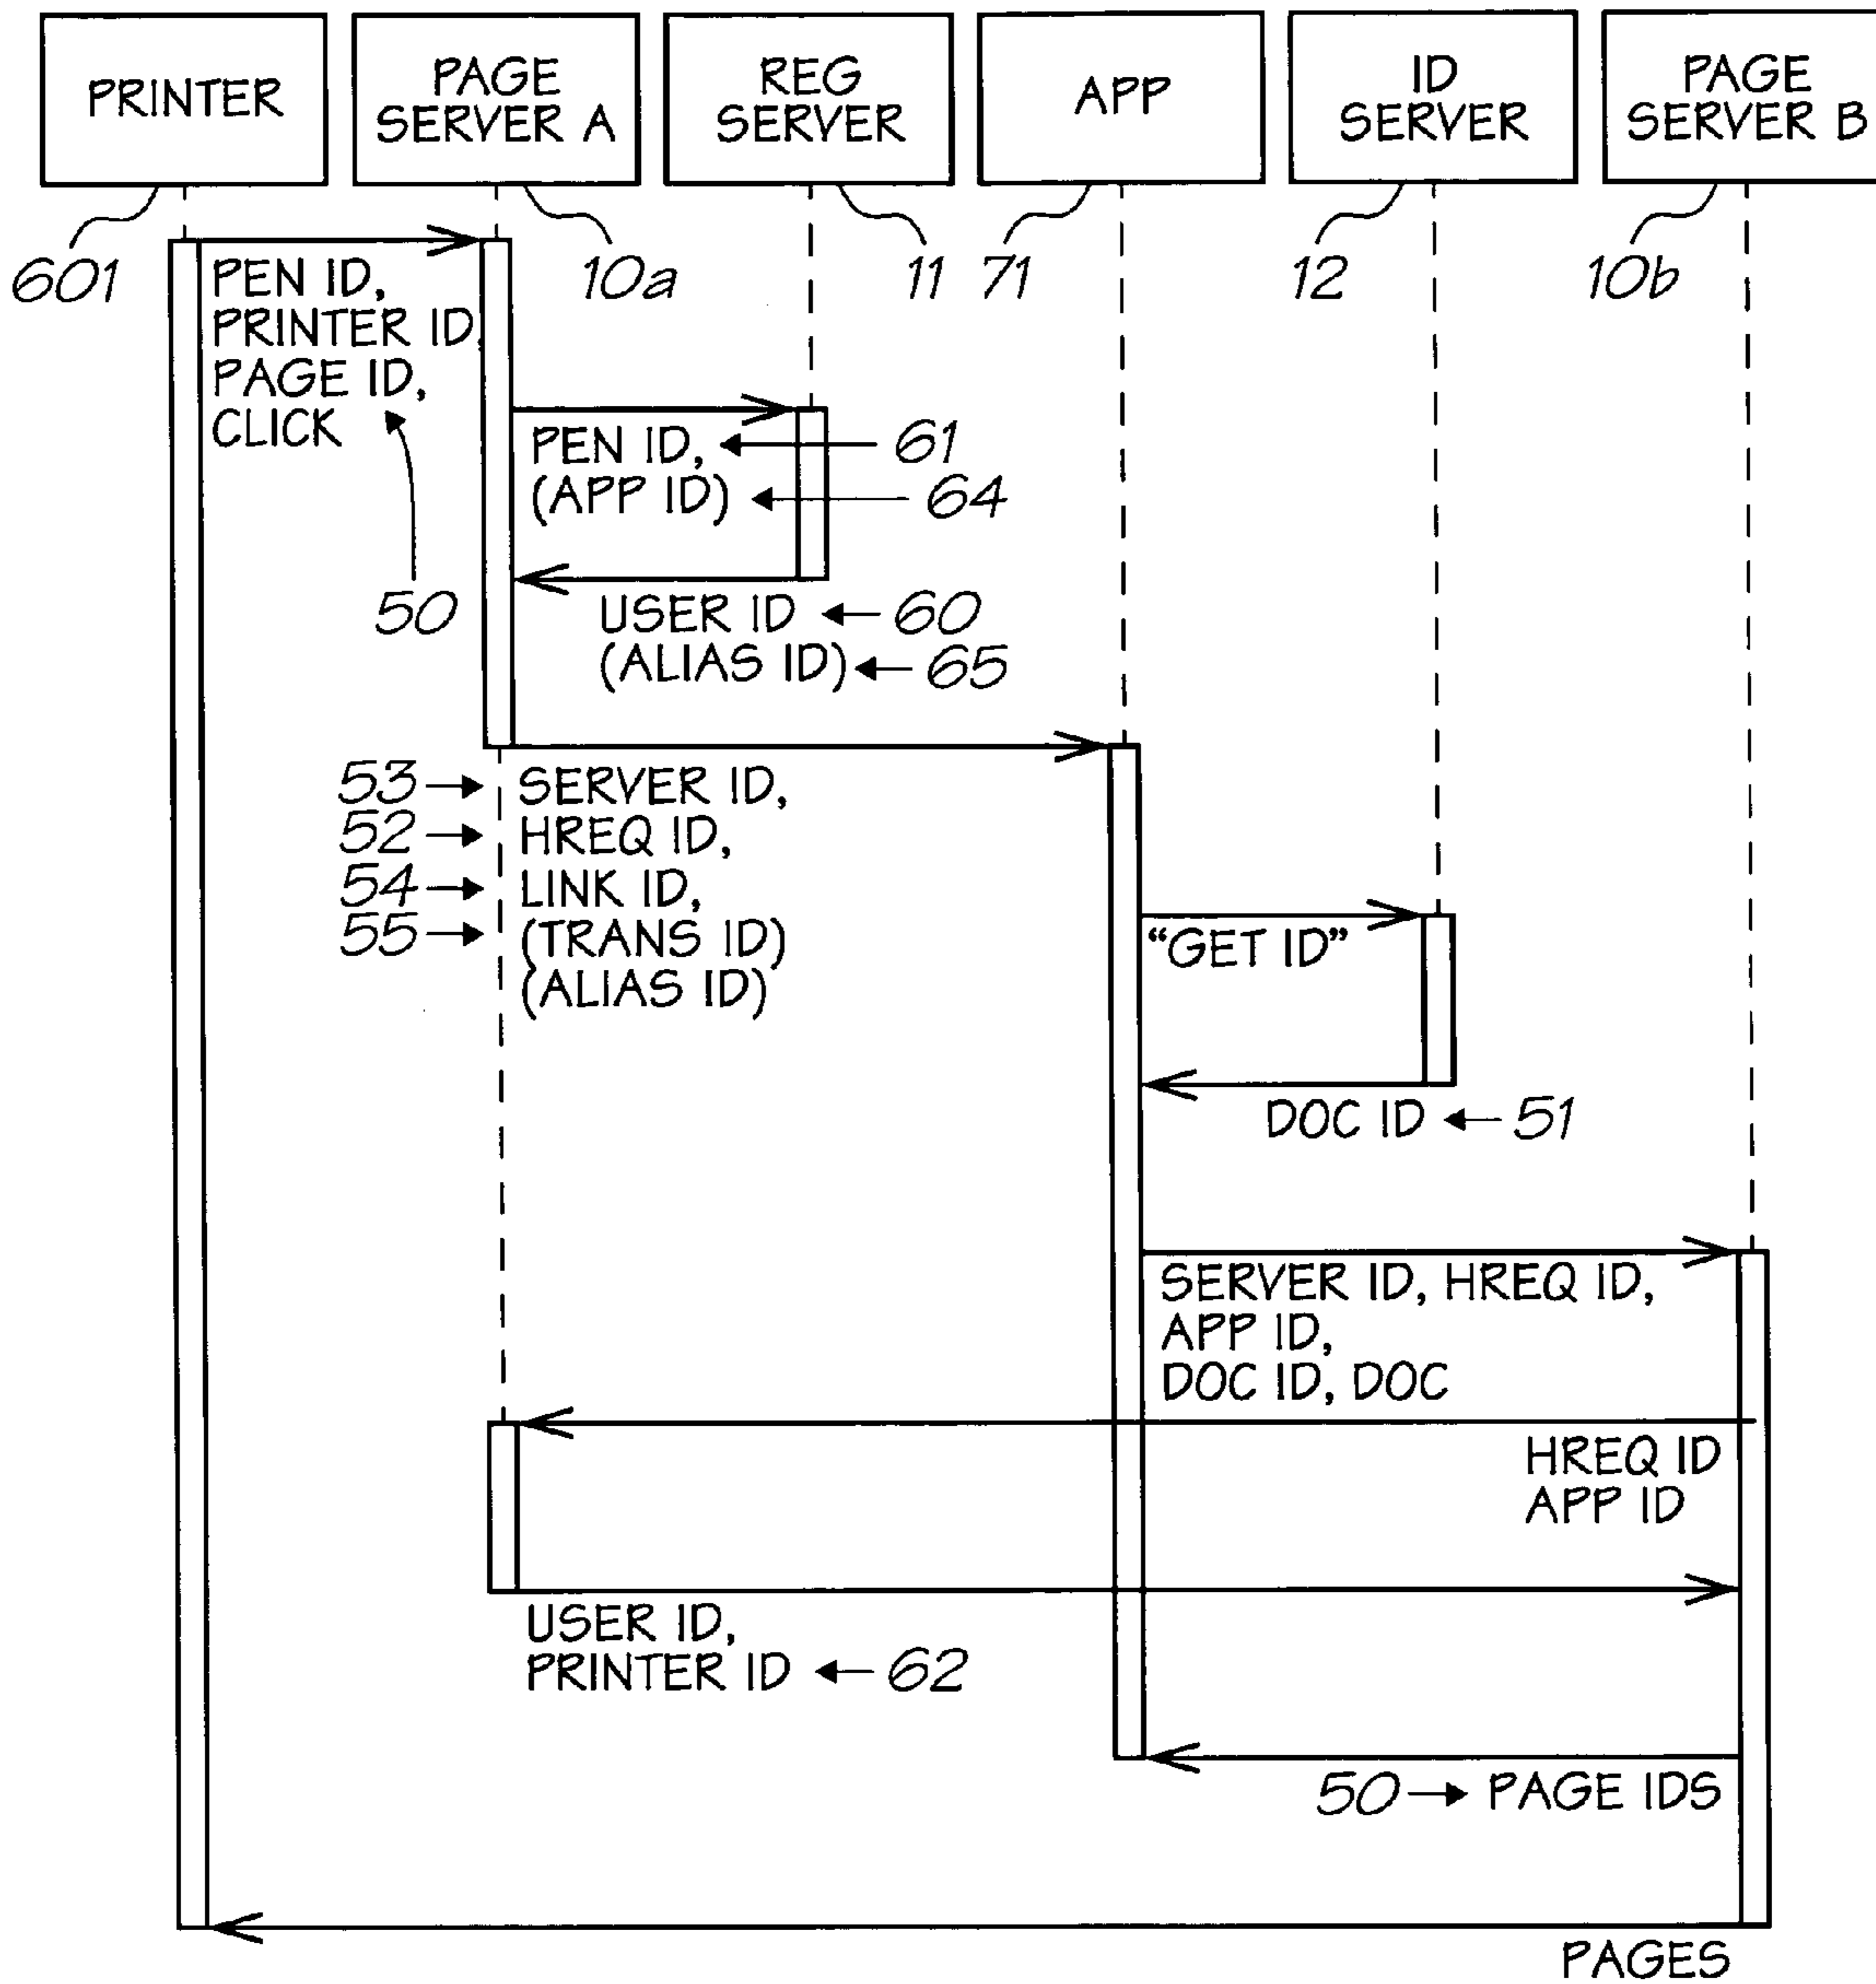 PRINTER
PAGE
SERVER A
REG
SERVER
APP
ID
SERVER
PAGE
SERVER B
601
10a
11
71
12
10b
PEN ID,
PRINTER ID,
PAGE ID,
CLICK
50
PEN ID,
61
(APP ID)
64
USER ID
60
(ALIAS ID)
65
53
SERVER ID,
52
HREQ ID,
54
LINK ID,
55
(TRANS ID)
(ALIAS ID)
“GET ID”
DOC ID
51
SERVER ID, HREQ ID,
APP ID,
DOC ID, DOC
HREQ ID
APP ID
USER ID,
PRINTER ID
62
50
PAGE IDS
PAGES